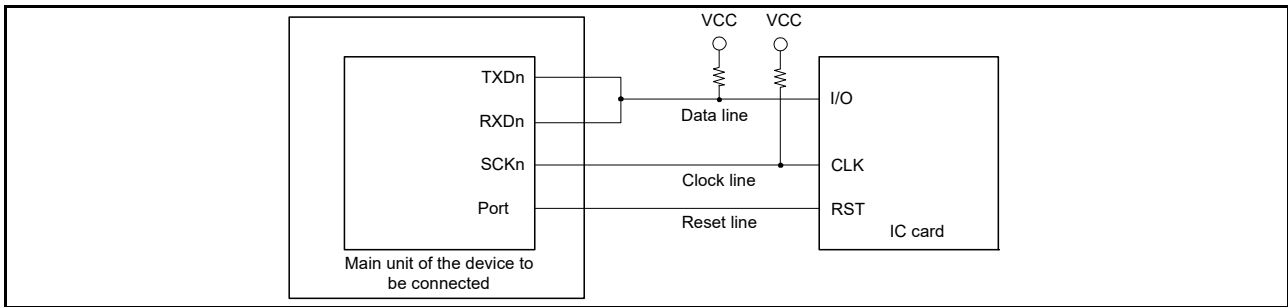 VCC VCC
TXDn
I/O
Data line
RXDn
SCKn
CLK
Clock line
Port
RST
Reset line
IC card
Main unit of the device to
be connected